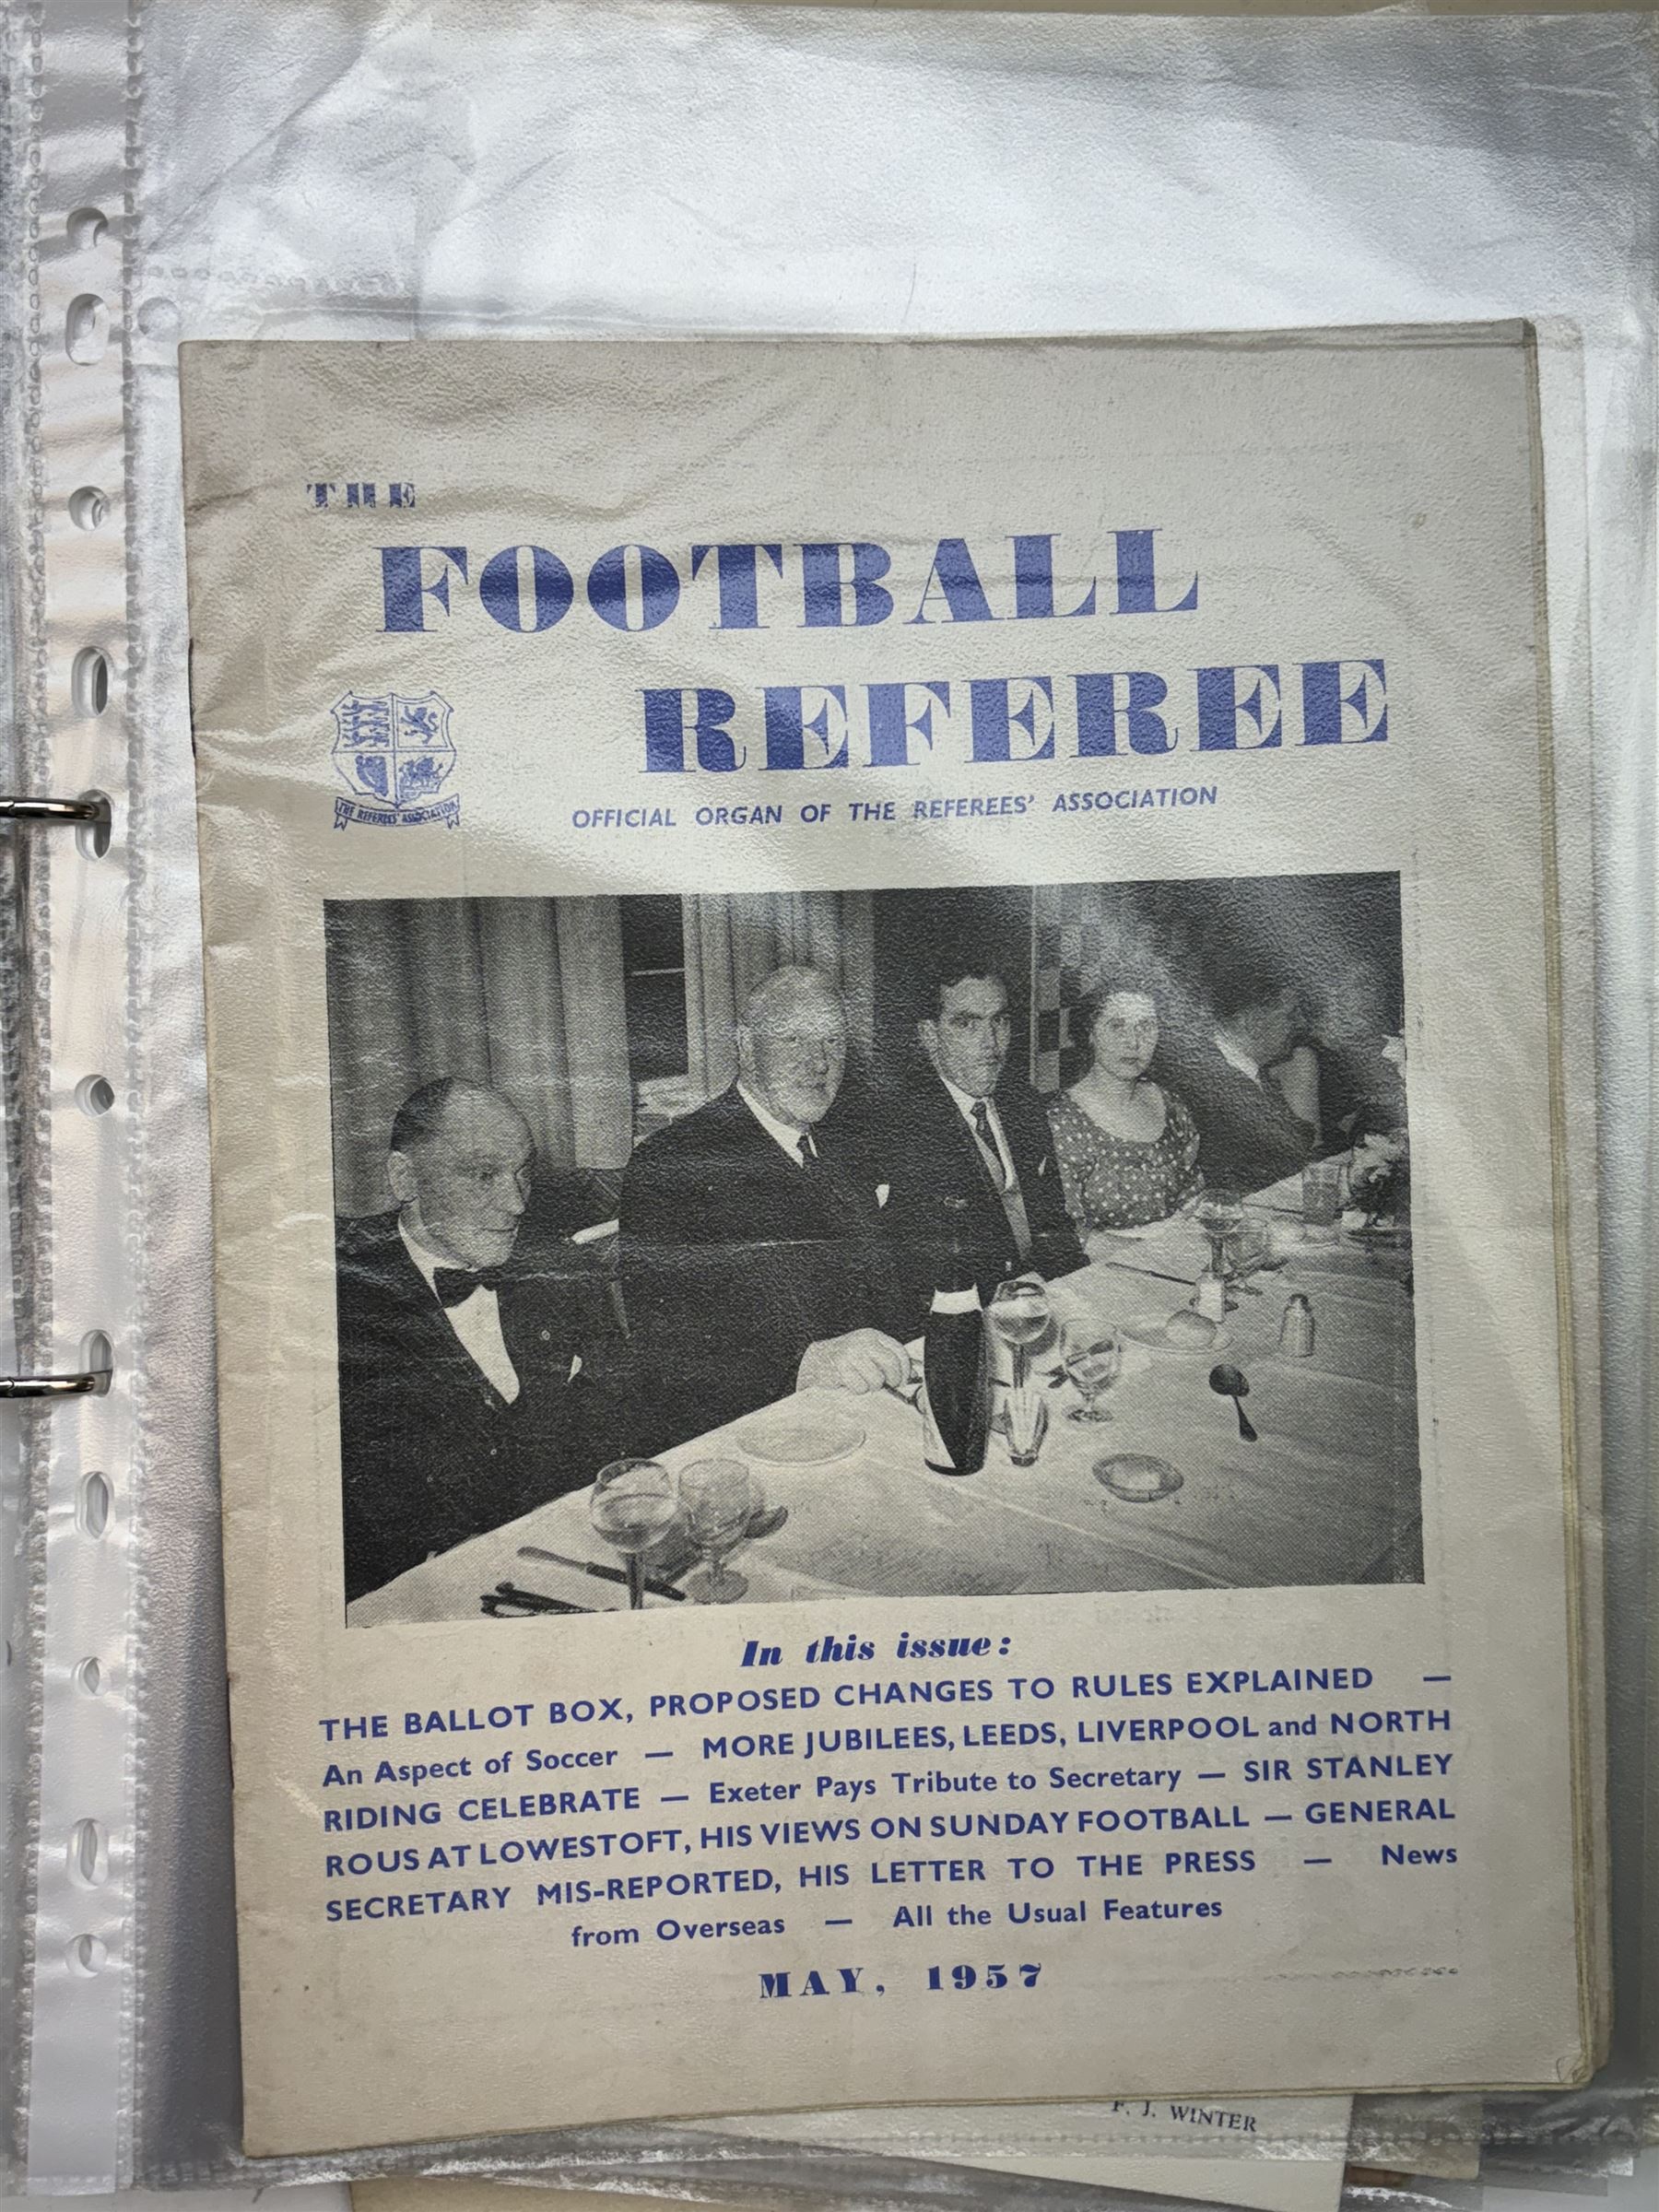 THE
FOOTBALL
REFEREE
THE REFEREES' ASSOCIATION
OFFICIAL ORGAN OF THE REFEREES' ASSOCIATION
In this issue:
THE BALLOT BOX, PROPOSED CHANGES TO RULES EXPLAINED —
An Aspect of Soccer — MORE JUBILEES, LEEDS, LIVERPOOL and NORTH
RIDING CELEBRATE — Exeter Pays Tribute to Secretary — SIR STANLEY
ROUS AT LOWESTOFT, HIS VIEWS ON SUNDAY FOOTBALL — GENERAL
SECRETARY MIS-REPORTED, HIS LETTER TO THE PRESS — News
from Overseas — All the Usual Features
MAY, 1957
F. J. WINTER